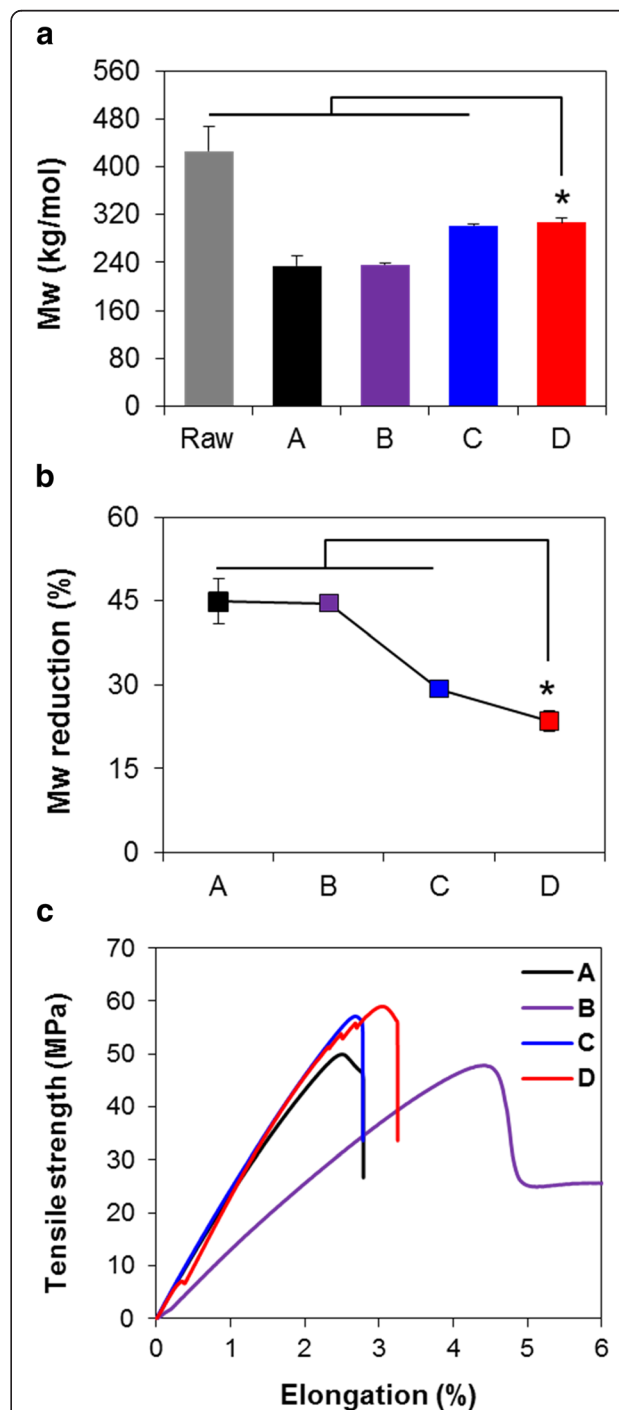 a
Mw (kg/mol)
560
480
400
320
240
160
80
0
*
Raw A B C D
b
Mw reduction (%)
60
45
30
15
0
*
A B C D
c
Tensile strength (MPa)
70
60
50
40
30
20
10
0
A
B
C
D
0 1 2 3 4 5 6
Elongation (%)